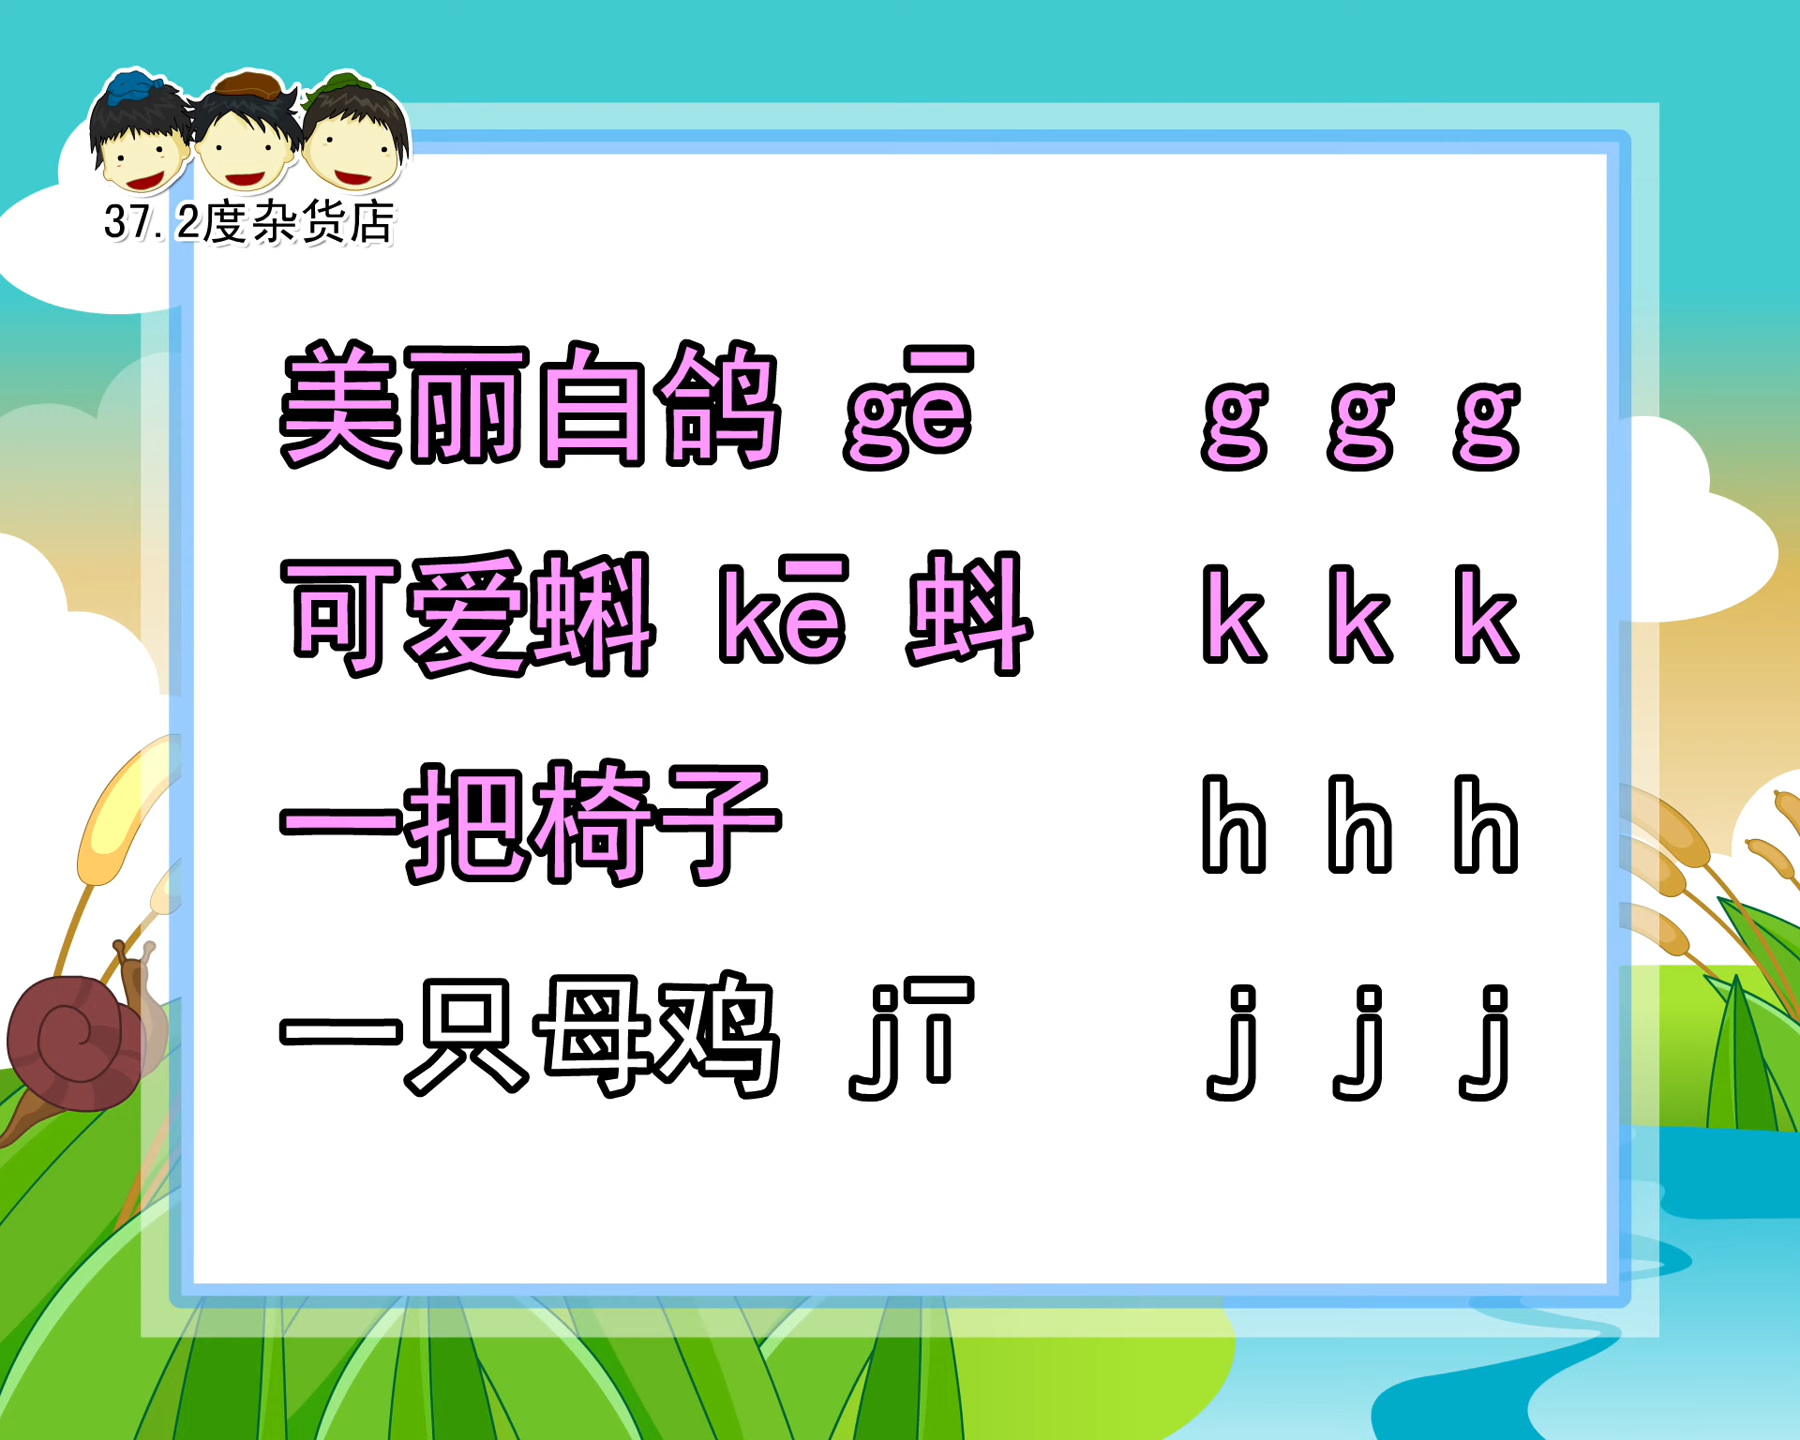 37.2度杂货店
美丽白鸽 gē g g g
可爱蝌 kē 蚪 k k k
一把椅子 h h h
一只母鸡 jī j j j